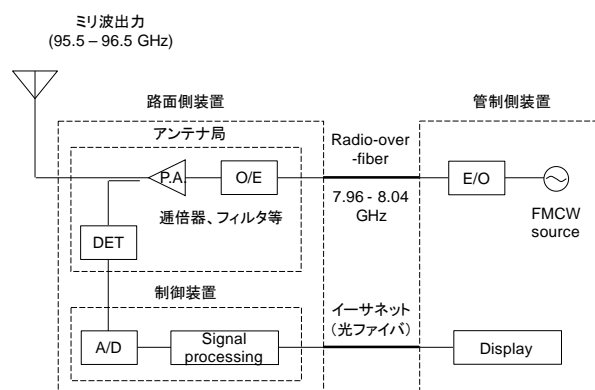 ミリ波出力
(95.5 – 96.5 GHz)
路面側装置
管制側装置
アンテナ局
Radio-over
-fiber
P.A.
O/E
E/O
7.96 - 8.04
GHz
逓倍器、フィルタ等
FMCW
source
DET
制御装置
イーサネット
（光ファイバ）
A/D
Signal
processing
Display